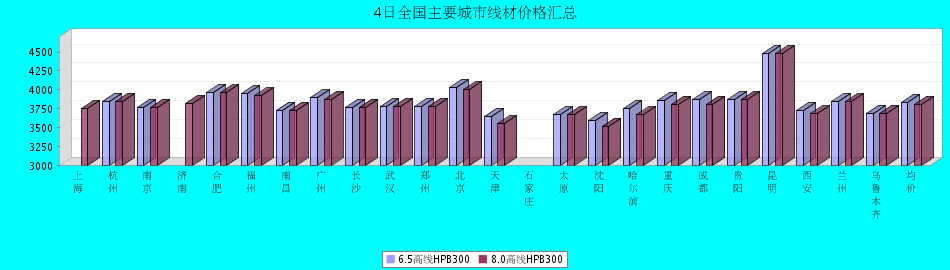 4日全国主要城市线材价格汇总
4500
4250
4000
3750
3500
3250
3000
上海
杭州
南京
济南
合肥
福州
南昌
广州
长沙
武汉
郑州
北京
天津
石家庄
太原
沈阳
哈尔滨
重庆
成都
贵阳
昆明
西安
兰州
乌鲁木齐
均价
6.5高线HPB300
8.0高线HPB300